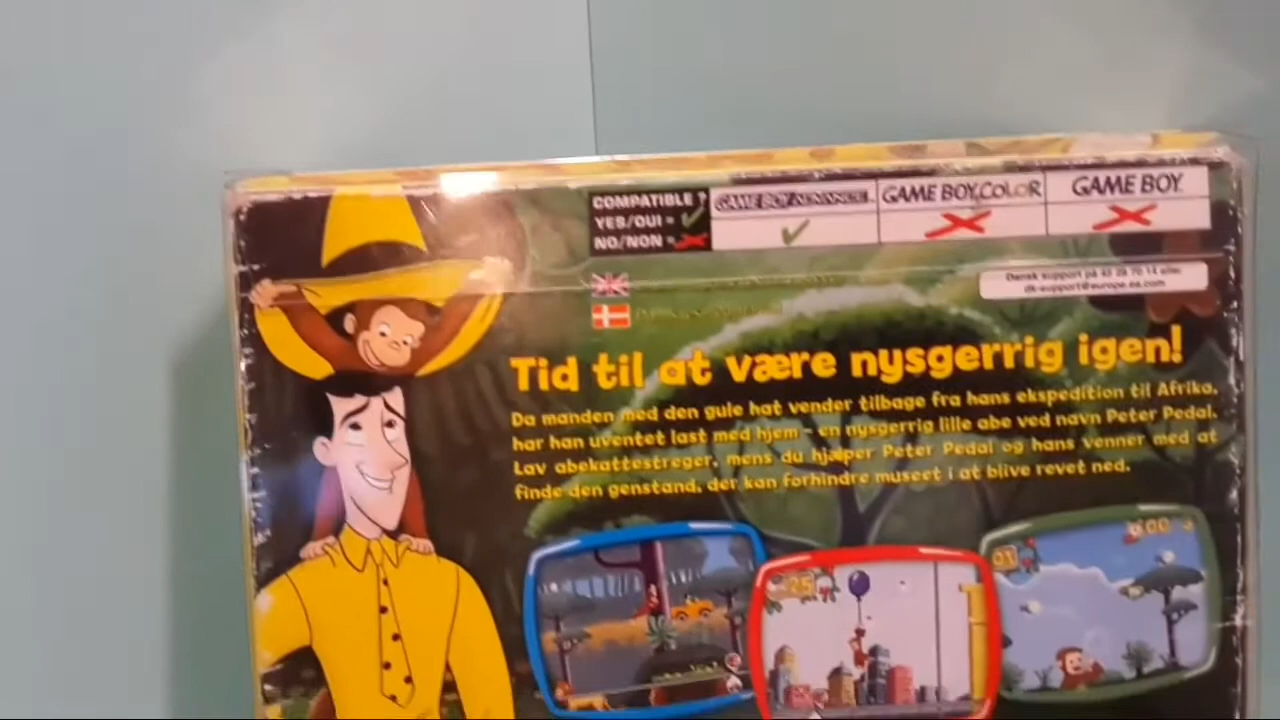 COMPATIBLE ?
YES/OUI =
NO/NON =
GAME BOY ADVANCE
GAME BOY COLOR
GAME BOY
Dansk support på 43 28 70 14 eller
dk-support@europe.ea.com
Tid til at være nysgerrig igen!
Da manden med den gule hat vender tilbage fra hans ekspedition til Afrika,
har han uventet last med hjem – en nysgerrig lille abe ved navn Peter Pedal.
Lav abekattestreger, mens du hjælper Peter Pedal og hans venner med at
finde den genstand, der kan forhindre museet i at blive revet ned.